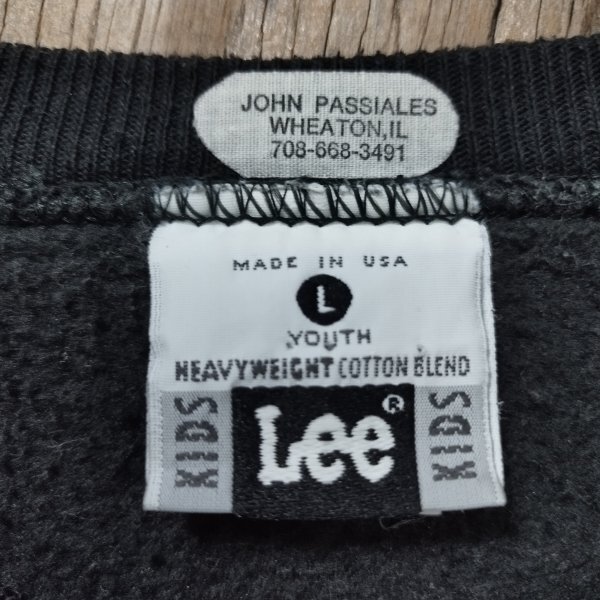 JOHN PASSIALES
WHEATON,IL
708-668-3491
MADE IN USA
L
YOUTH
HEAVYWEIGHT COTTON BLEND
KIDS Lee® KIDS